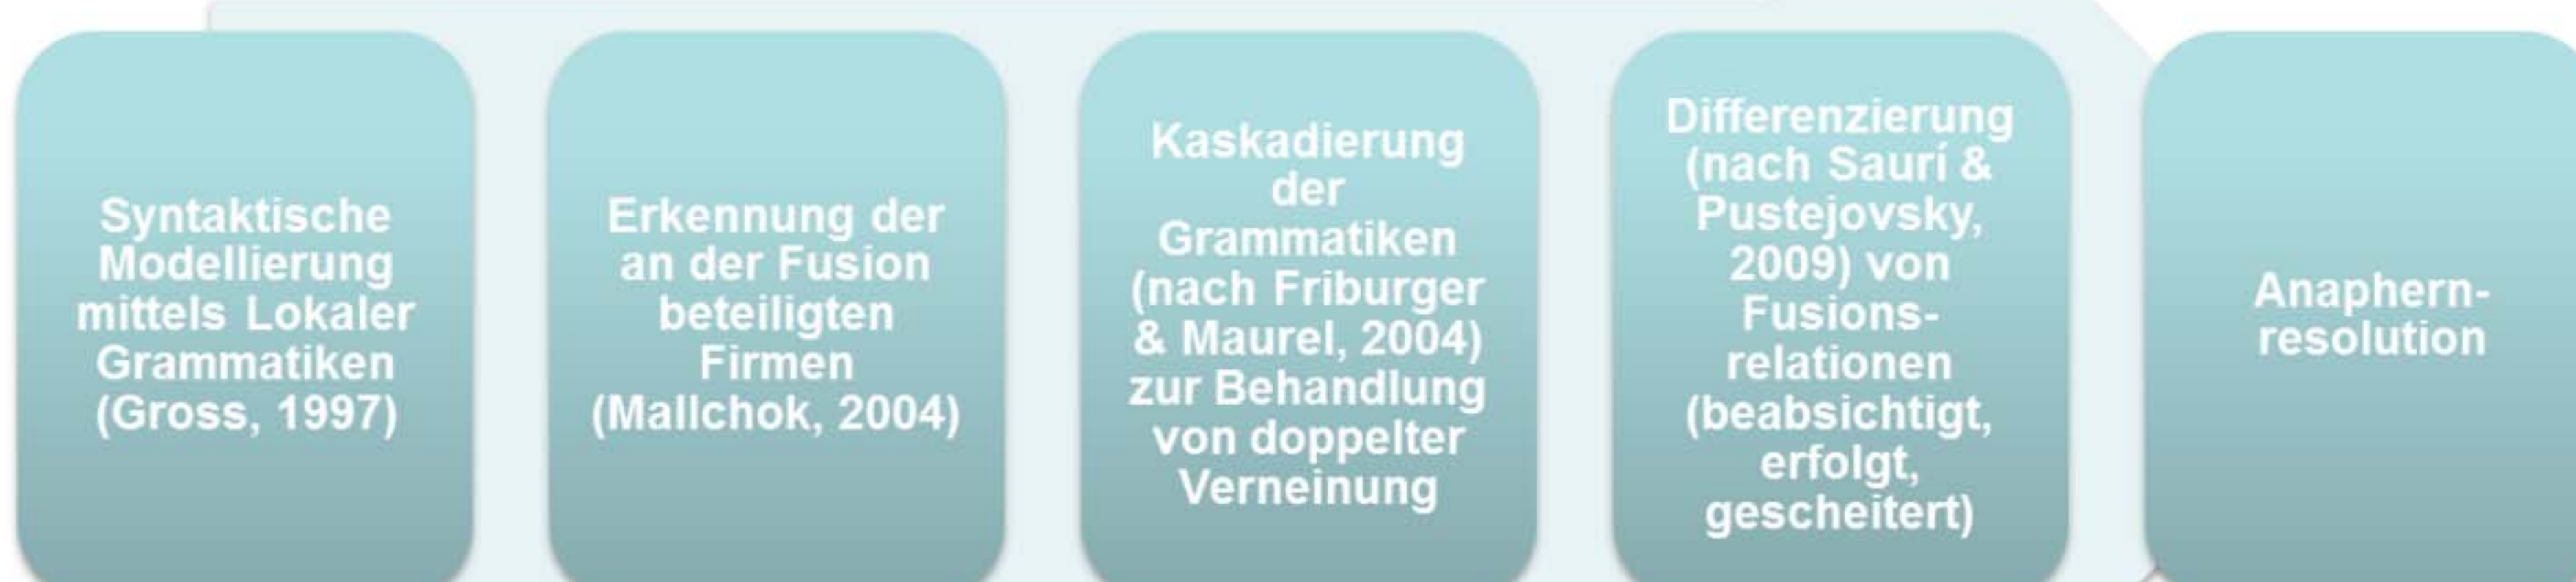 Syntaktische
Modellierung
mittels Lokaler
Grammatiken
(Gross, 1997)
Erkennung der
an der Fusion
beteiligten
Firmen
(Mallchok, 2004)
Kaskadierung
der
Grammatiken
(nach Friburger
& Maurel, 2004)
zur Behandlung
von doppelter
Verneinung
Differenzierung
(nach Saurí &
Pustejovsky,
2009) von
Fusions-
relationen
(beabsichtigt,
erfolgt,
gescheitert)
Anaphern-
resolution